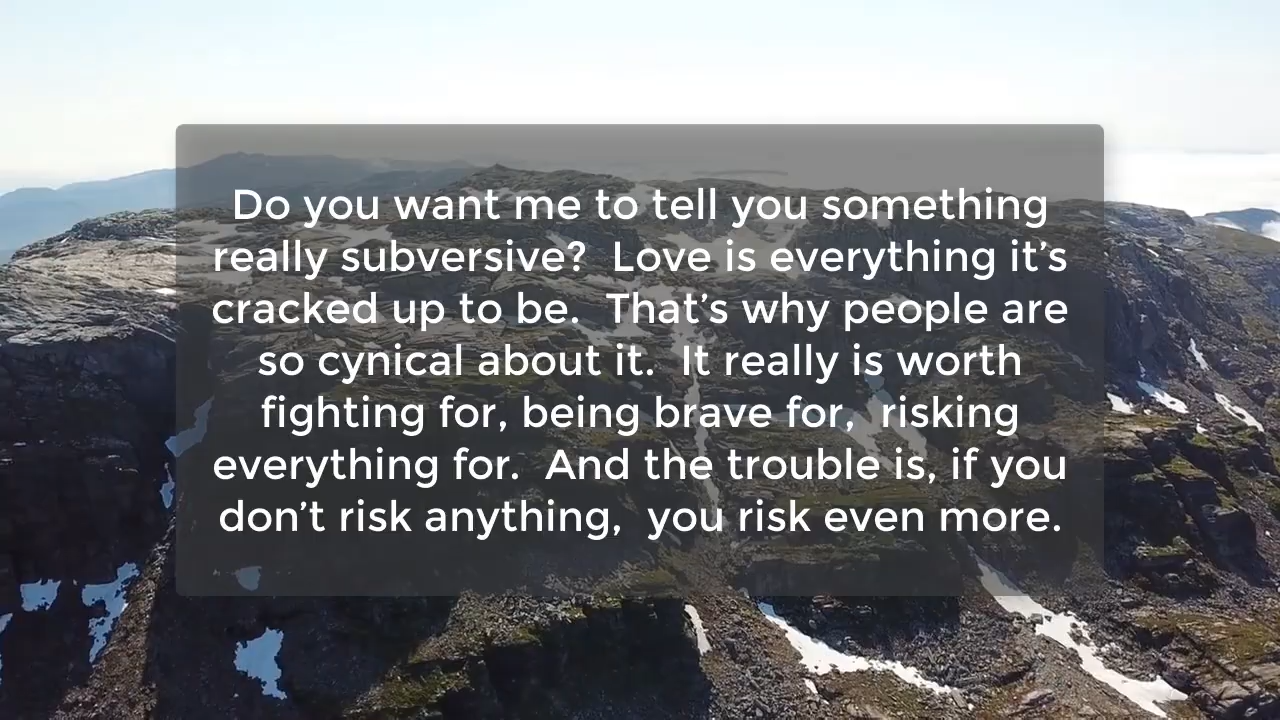 Do you want me to tell you something
really subversive?  Love is everything it’s
cracked up to be.  That’s why people are
so cynical about it.  It really is worth
fighting for, being brave for,  risking
everything for.  And the trouble is, if you
don’t risk anything,  you risk even more.